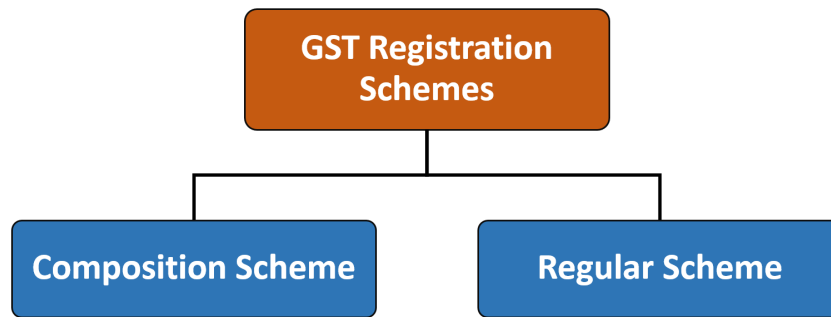 GST Registration
Schemes
Composition Scheme
Regular Scheme